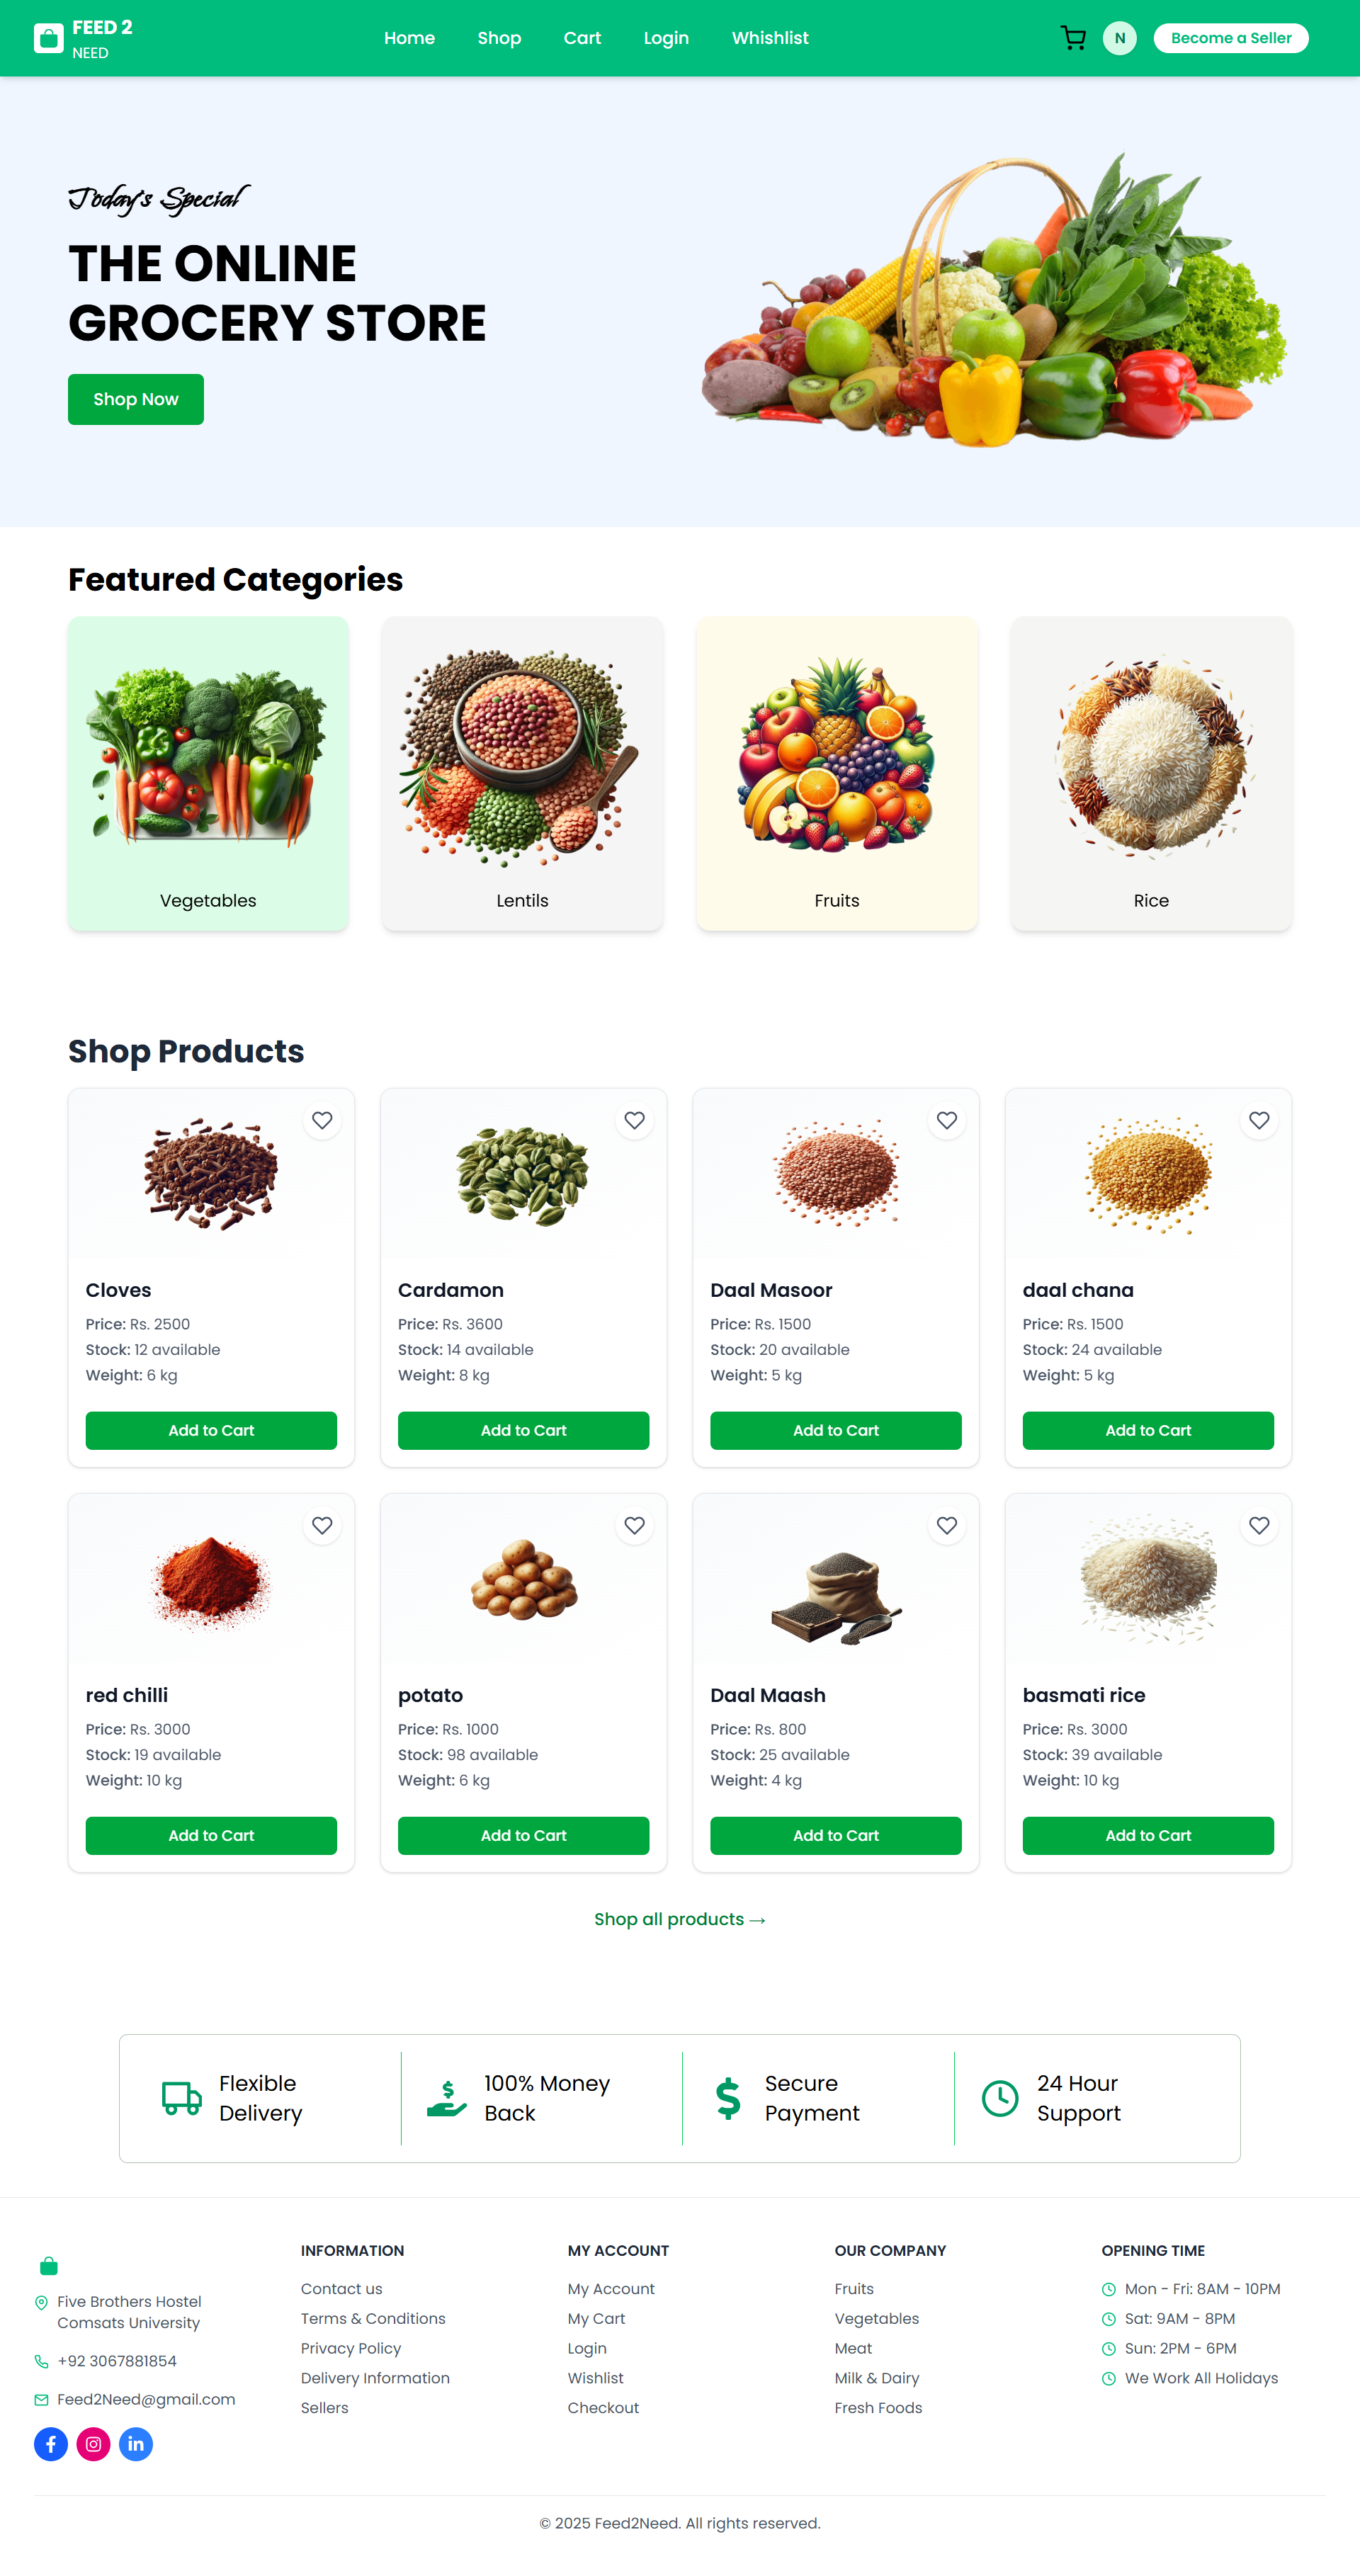 FEED 2
NEED
Home
Shop
Cart
Login
Whishlist
N
Become a Seller
Today's Special
THE ONLINE
GROCERY STORE
Shop Now
Featured Categories
Vegetables
Lentils
Fruits
Rice
Shop Products
Cloves
Price: Rs. 2500
Stock: 12 available
Weight: 6 kg
Add to Cart
Cardamon
Price: Rs. 3600
Stock: 14 available
Weight: 8 kg
Add to Cart
Daal Masoor
Price: Rs. 1500
Stock: 20 available
Weight: 5 kg
Add to Cart
daal chana
Price: Rs. 1500
Stock: 24 available
Weight: 5 kg
Add to Cart
red chilli
Price: Rs. 3000
Stock: 19 available
Weight: 10 kg
Add to Cart
potato
Price: Rs. 1000
Stock: 98 available
Weight: 6 kg
Add to Cart
Daal Maash
Price: Rs. 800
Stock: 25 available
Weight: 4 kg
Add to Cart
basmati rice
Price: Rs. 3000
Stock: 39 available
Weight: 10 kg
Add to Cart
Shop all products →
Flexible
Delivery
100% Money
Back
Secure
Payment
24 Hour
Support
Five Brothers Hostel
Comsats University
+92 3067881854
Feed2Need@gmail.com
INFORMATION
Contact us
Terms & Conditions
Privacy Policy
Delivery Information
Sellers
MY ACCOUNT
My Account
My Cart
Login
Wishlist
Checkout
OUR COMPANY
Fruits
Vegetables
Meat
Milk & Dairy
Fresh Foods
OPENING TIME
Mon - Fri: 8AM - 10PM
Sat: 9AM - 8PM
Sun: 2PM - 6PM
We Work All Holidays
© 2025 Feed2Need. All rights reserved.